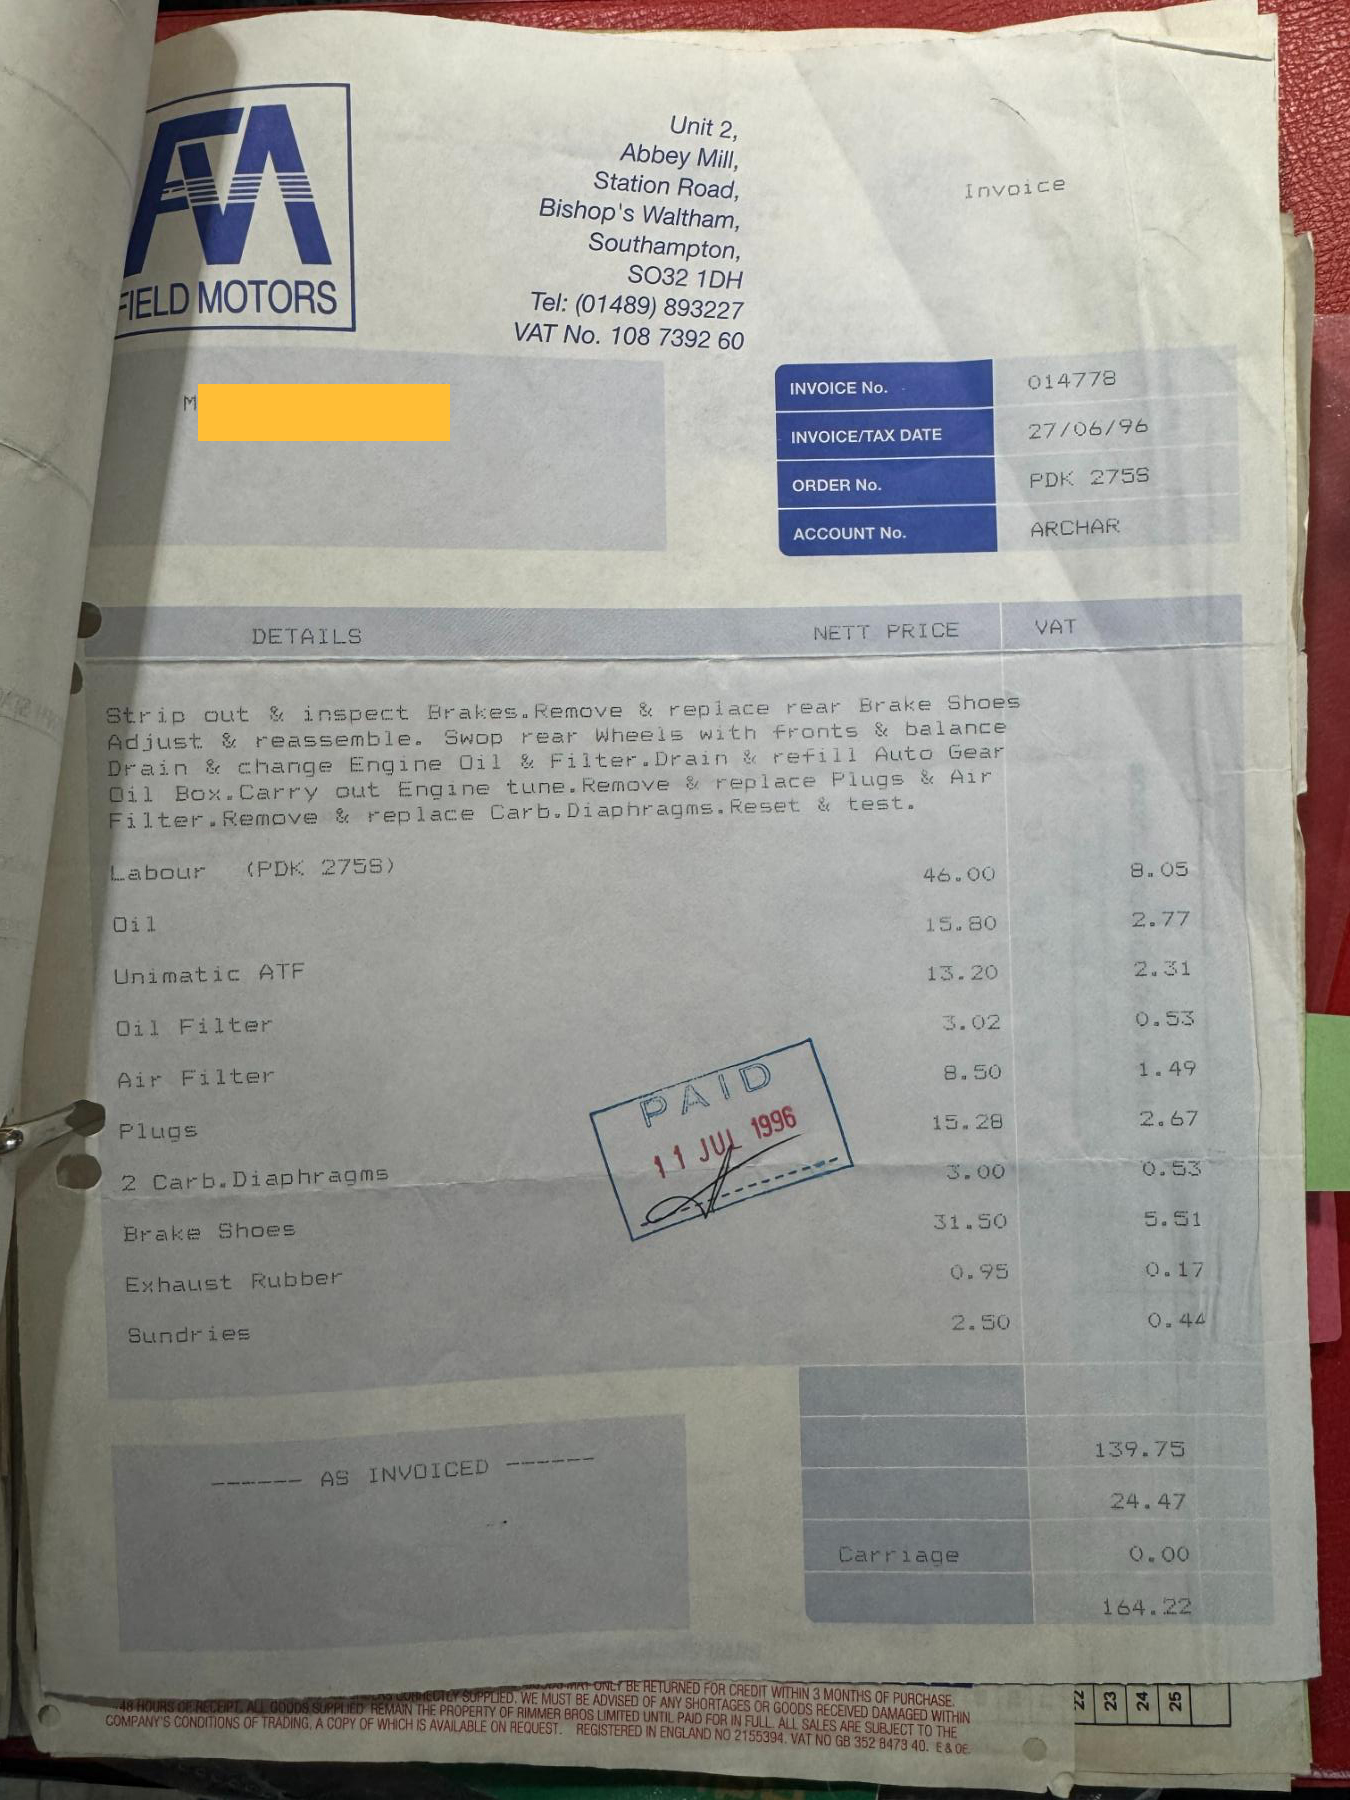 FIELD MOTORS
Unit 2,
Abbey Mill,
Station Road,
Bishop's Waltham,
Southampton,
SO32 1DH
Tel: (01489) 893227
VAT No. 108 7392 60
Invoice
M
INVOICE No. 014778
INVOICE/TAX DATE 27/06/96
ORDER No. PDK 275S
ACCOUNT No. ARCHAR
DETAILS NETT PRICE VAT
Strip out & inspect Brakes.Remove & replace rear Brake Shoes
Adjust & reassemble. Swop rear Wheels with fronts & balance
Drain & change Engine Oil & Filter.Drain & refill Auto Gear
Oil Box.Carry out Engine tune.Remove & replace Plugs & Air
Filter.Remove & replace Carb.Diaphragms.Reset & test.
Labour (PDK 275S) 46.00 8.05
Oil 15.80 2.77
Unimatic ATF 13.20 2.31
Oil Filter 3.02 0.53
Air Filter 8.50 1.49
Plugs 15.28 2.67
2 Carb.Diaphragms 3.00 0.53
Brake Shoes 31.50 5.51
Exhaust Rubber 0.95 0.17
Sundries 2.50 0.44
PAID
11 JUL 1996
------ AS INVOICED ------
139.75
24.47
Carriage 0.00
164.22
ONLY BE RETURNED FOR CREDIT WITHIN 3 MONTHS OF PURCHASE.
48 HOURS OF RECEIPT. ALL GOODS SUPPLIED. WE MUST BE ADVISED OF ANY SHORTAGES OR GOODS RECEIVED DAMAGED WITHIN
REMAIN THE PROPERTY OF RIMMER BROS LIMITED UNTIL PAID FOR IN FULL. ALL SALES ARE SUBJECT TO THE
COMPANY'S CONDITIONS OF TRADING, A COPY OF WHICH IS AVAILABLE ON REQUEST. REGISTERED IN ENGLAND NO 2155394. VAT NO GB 352 8473 40. E & OE.
22
23
24
25